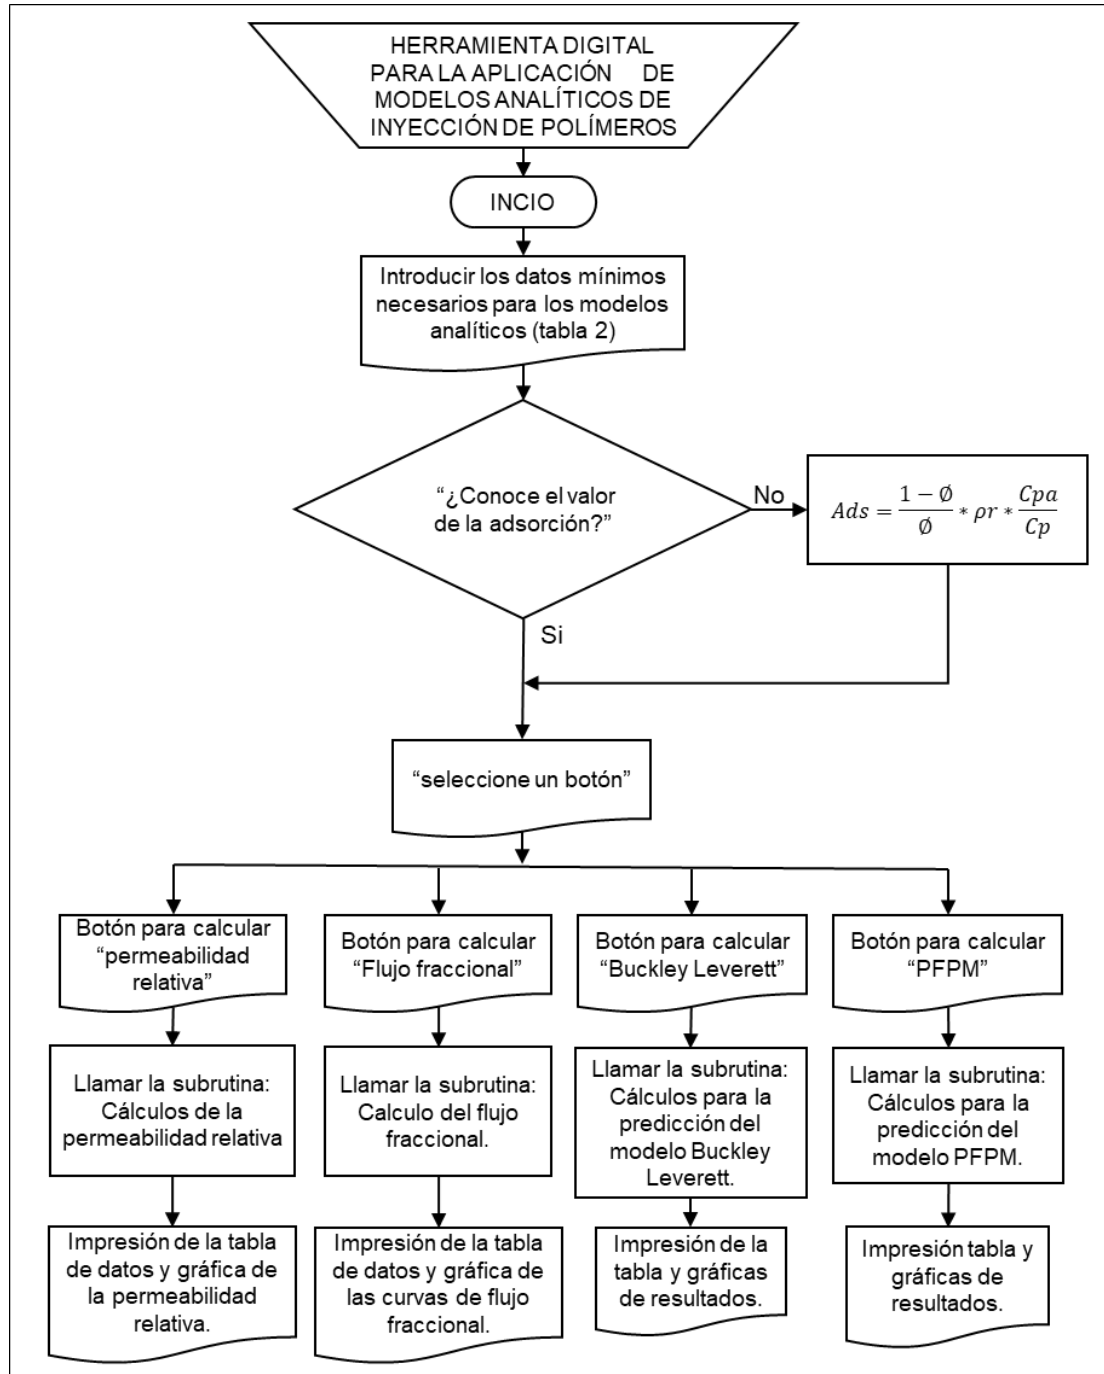 HERRAMIENTA DIGITAL
PARA LA APLICACIÓN DE
MODELOS ANALÍTICOS DE
INYECCIÓN DE POLÍMEROS
INCIO
Introducir los datos mínimos
necesarios para los modelos
analíticos (tabla 2)
“¿Conoce el valor
de la adsorción?”
No
Ads = (1 − Ø)/Ø * ρr * Cpa/Cp
Si
“seleccione un botón”
Botón para calcular
“permeabilidad
relativa”
Botón para calcular
“Flujo fraccional”
Botón para calcular
“Buckley Leverett”
Botón para calcular
“PFPM”
Llamar la subrutina:
Cálculos de la
permeabilidad relativa
Llamar la subrutina:
Calculo del flujo
fraccional.
Llamar la subrutina:
Cálculos para la
predicción del
modelo Buckley
Leverett.
Llamar la subrutina:
Cálculos para la
predicción del
modelo PFPM.
Impresión de la tabla
de datos y gráfica de
la permeabilidad
relativa.
Impresión de la tabla
de datos y gráfica de
las curvas de flujo
fraccional.
Impresión de la
tabla y gráficas
de resultados.
Impresión tabla y
gráficas de
resultados.